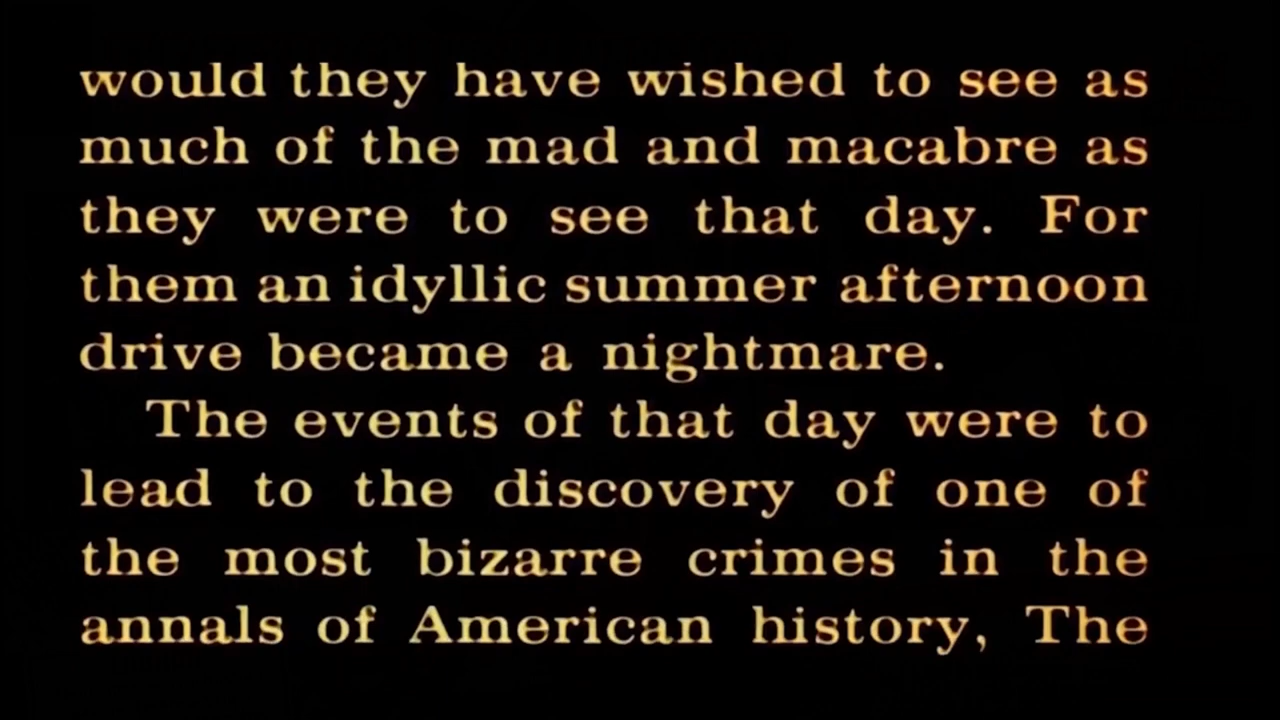 would they have wished to see as
much of the mad and macabre as
they were to see that day. For
them an idyllic summer afternoon
drive became a nightmare.
The events of that day were to
lead to the discovery of one of
the most bizarre crimes in the
annals of American history, The